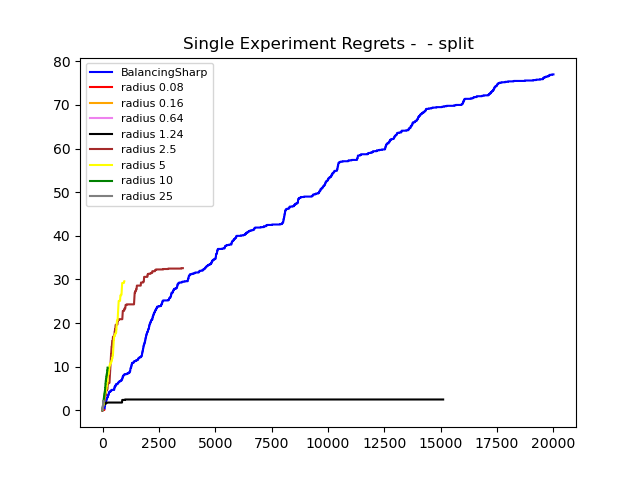 Single Experiment Regrets -  - split
80
70
60
50
40
30
20
10
0
BalancingSharp
radius 0.08
radius 0.16
radius 0.64
radius 1.24
radius 2.5
radius 5
radius 10
radius 25
0 2500 5000 7500 10000 12500 15000 17500 20000